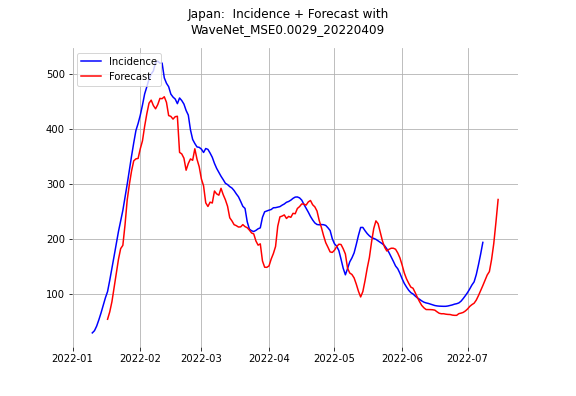 Japan:  Incidence + Forecast with
WaveNet_MSE0.0029_20220409
Incidence
Forecast
500
400
300
200
100
2022-01 2022-02 2022-03 2022-04 2022-05 2022-06 2022-07